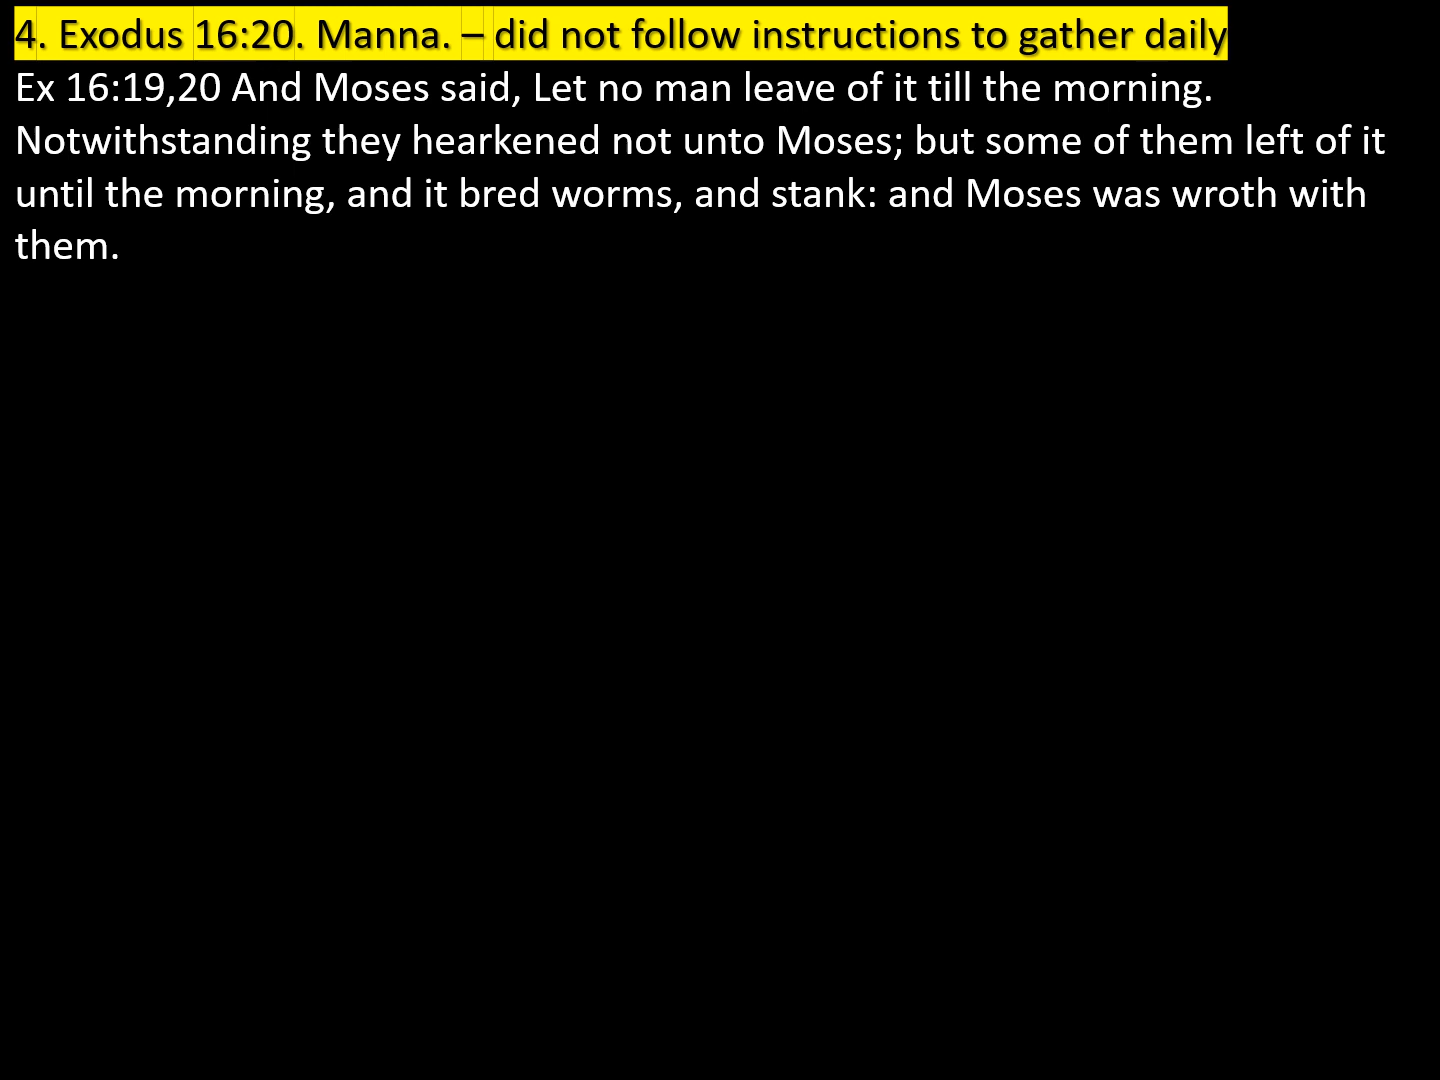 4. Exodus 16:20. Manna. – did not follow instructions to gather daily
Ex 16:19,20 And Moses said, Let no man leave of it till the morning.
Notwithstanding they hearkened not unto Moses; but some of them left of it
until the morning, and it bred worms, and stank: and Moses was wroth with
them.